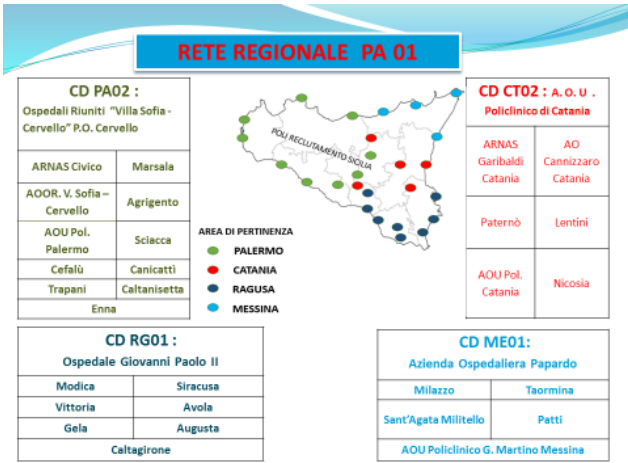 RETE REGIONALE PA 01
CD PA02 :
Ospedali Riuniti “Villa Sofia -
Cervello” P.O. Cervello
ARNAS Civico
Marsala
AOOR. V. Sofia –
Cervello
Agrigento
AOU Pol.
Palermo
Sciacca
Cefalù
Canicattì
Trapani
Caltanisetta
Enna
POLI RECLUTAMENTO SICILIA
AREA DI PERTINENZA
PALERMO
CATANIA
RAGUSA
MESSINA
CD CT02 : A. O. U .
Policlinico di Catania
ARNAS
Garibaldi
Catania
AO
Cannizzaro
Catania
Paternò
Lentini
AOU Pol.
Catania
Nicosia
CD RG01 :
Ospedale Giovanni Paolo II
Modica
Siracusa
Vittoria
Avola
Gela
Augusta
Caltagirone
CD ME01:
Azienda Ospedaliera Papardo
Milazzo
Taormina
Sant’Agata Militello
Patti
AOU Policlinico G. Martino Messina